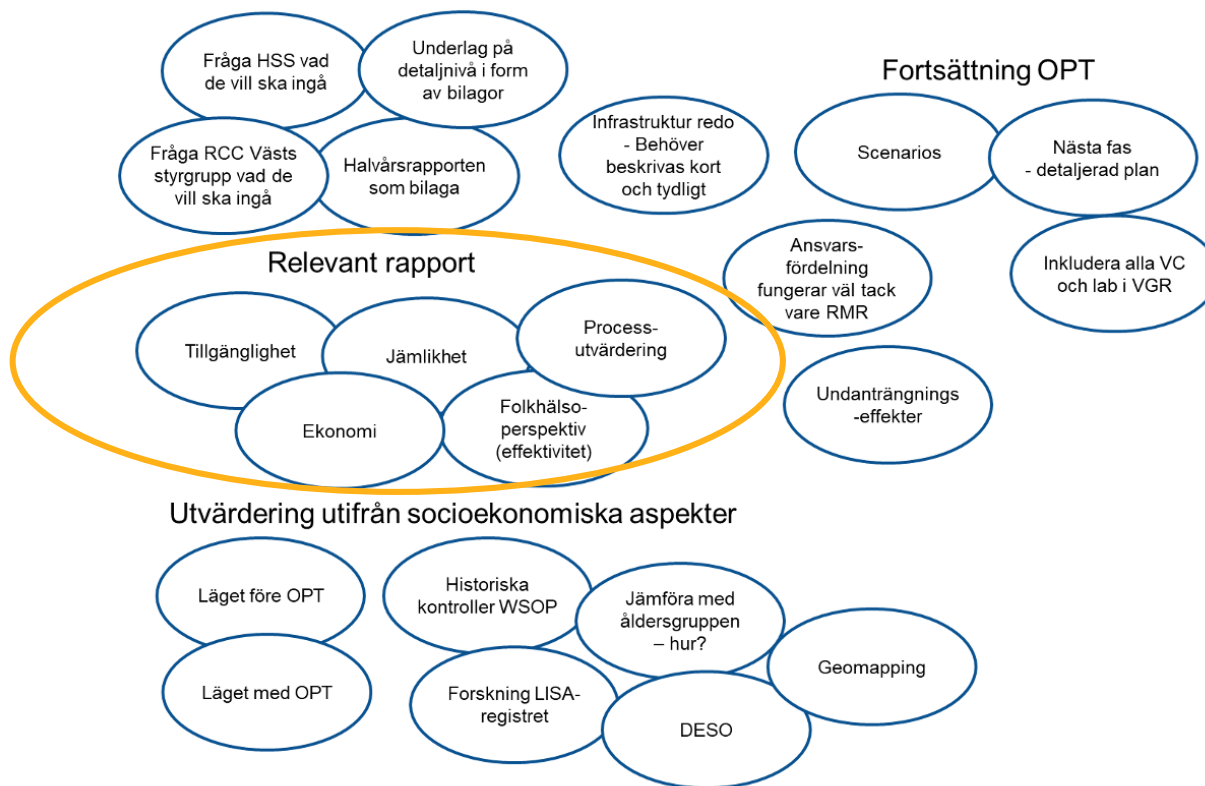 Fråga HSS vad
de vill ska ingå
Underlag på
detaljnivå i form
av bilagor
Fråga RCC Västs
styrgrupp vad de
vill ska ingå
Halvårsrapporten
som bilaga
Infrastruktur redo
- Behöver
beskrivas kort
och tydligt
Fortsättning OPT
Scenarios
Nästa fas
- detaljerad plan
Ansvars-
fördelning
fungerar väl tack
vare RMR
Inkludera alla VC
och lab i VGR
Undanträngnings
-effekter
Relevant rapport
Tillgänglighet
Jämlikhet
Process-
utvärdering
Ekonomi
Folkhälso-
perspektiv
(effektivitet)
Utvärdering utifrån socioekonomiska aspekter
Läget före OPT
Historiska
kontroller WSOP
Jämföra med
åldersgruppen
– hur?
Geomapping
Läget med OPT
Forskning LISA-
registret
DESO